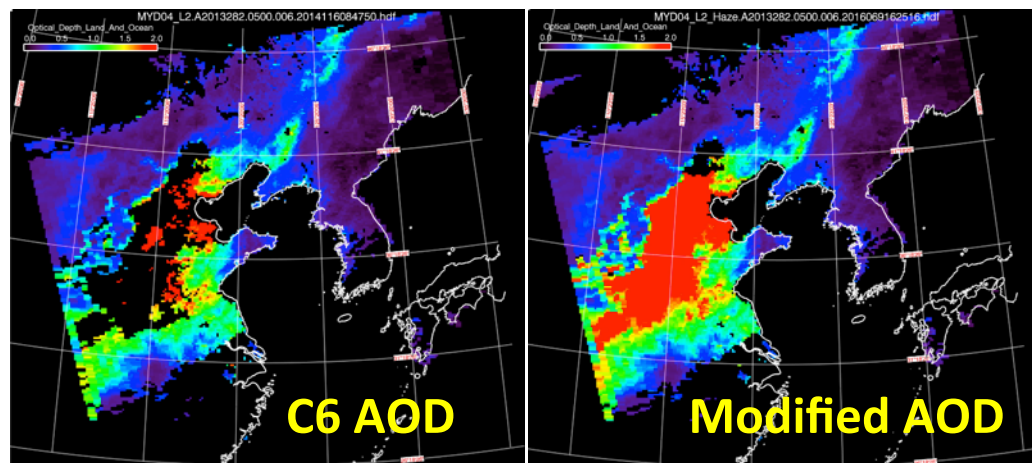 MYD04_L2.A2013282.0500.006.2014116084750.hdf
Optical_Depth_Land_And_Ocean
0.0 0.5 1.0 1.5 2.0
C6 AOD
MYD04_L2_Haze.A2013282.0500.006.2016069162516.hdf
Optical_Depth_Land_And_Ocean
0.0 0.5 1.0 1.5 2.0
Modified AOD